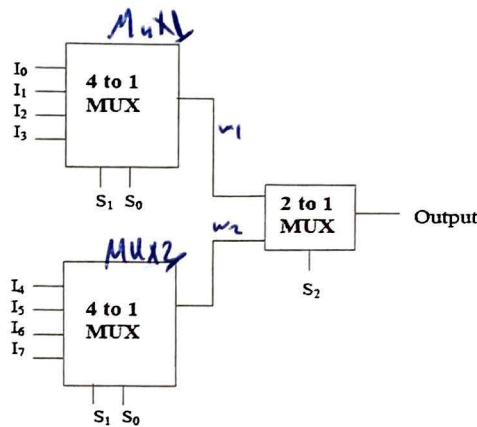 Mux1
I₀
I₁
I₂
I₃
4 to 1
MUX
S₁ S₀
w1
2 to 1
MUX
Output
S₂
w2
MUX2
I₄
I₅
I₆
I₇
4 to 1
MUX
S₁ S₀